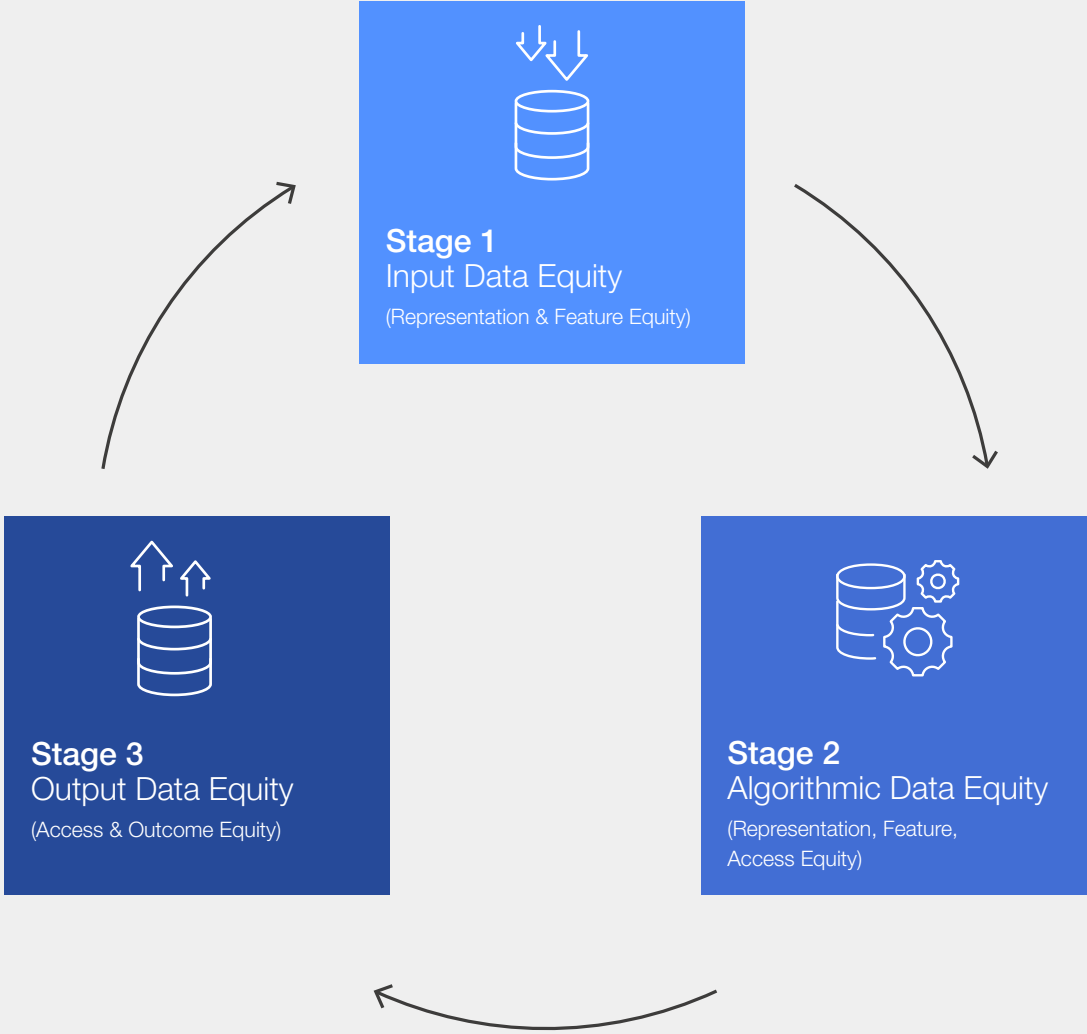 Stage 1
Input Data Equity
(Representation & Feature Equity)
Stage 2
Algorithmic Data Equity
(Representation, Feature,
Access Equity)
Stage 3
Output Data Equity
(Access & Outcome Equity)